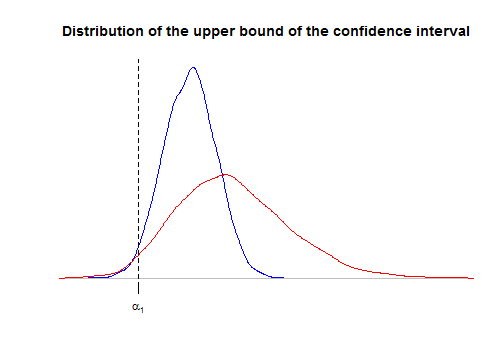 Distribution of the upper bound of the confidence interval
α₁